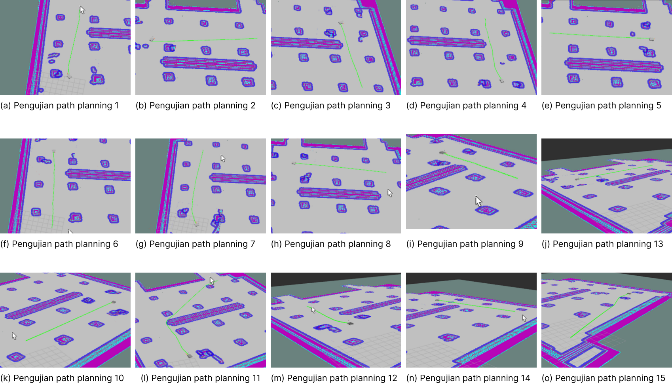 (a) Pengujian path planning 1
(b) Pengujian path planning 2
(c) Pengujian path planning 3
(d) Pengujian path planning 4
(e) Pengujian path planning 5
(f) Pengujian path planning 6
(g) Pengujian path planning 7
(h) Pengujian path planning 8
(i) Pengujian path planning 9
(j) Pengujian path planning 13
(k) Pengujian path planning 10
(l) Pengujian path planning 11
(m) Pengujian path planning 12
(n) Pengujian path planning 14
(o) Pengujian path planning 15